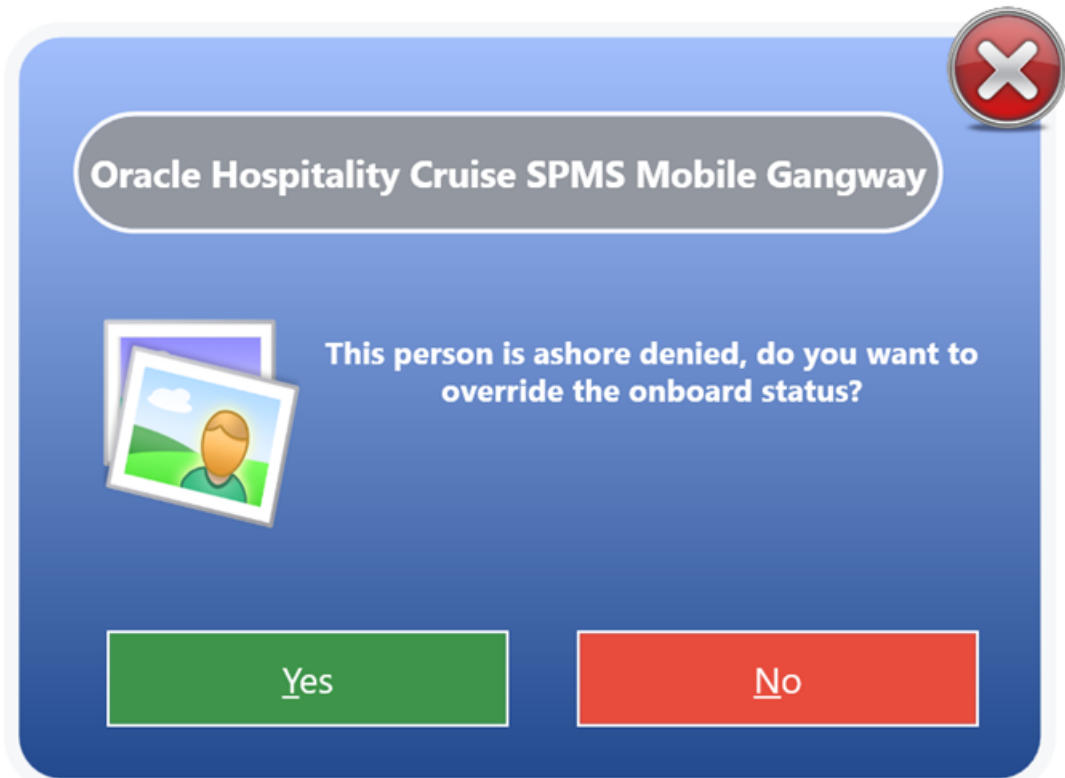 Oracle Hospitality Cruise SPMS Mobile Gangway
This person is ashore denied, do you want to
override the onboard status?
Yes
No